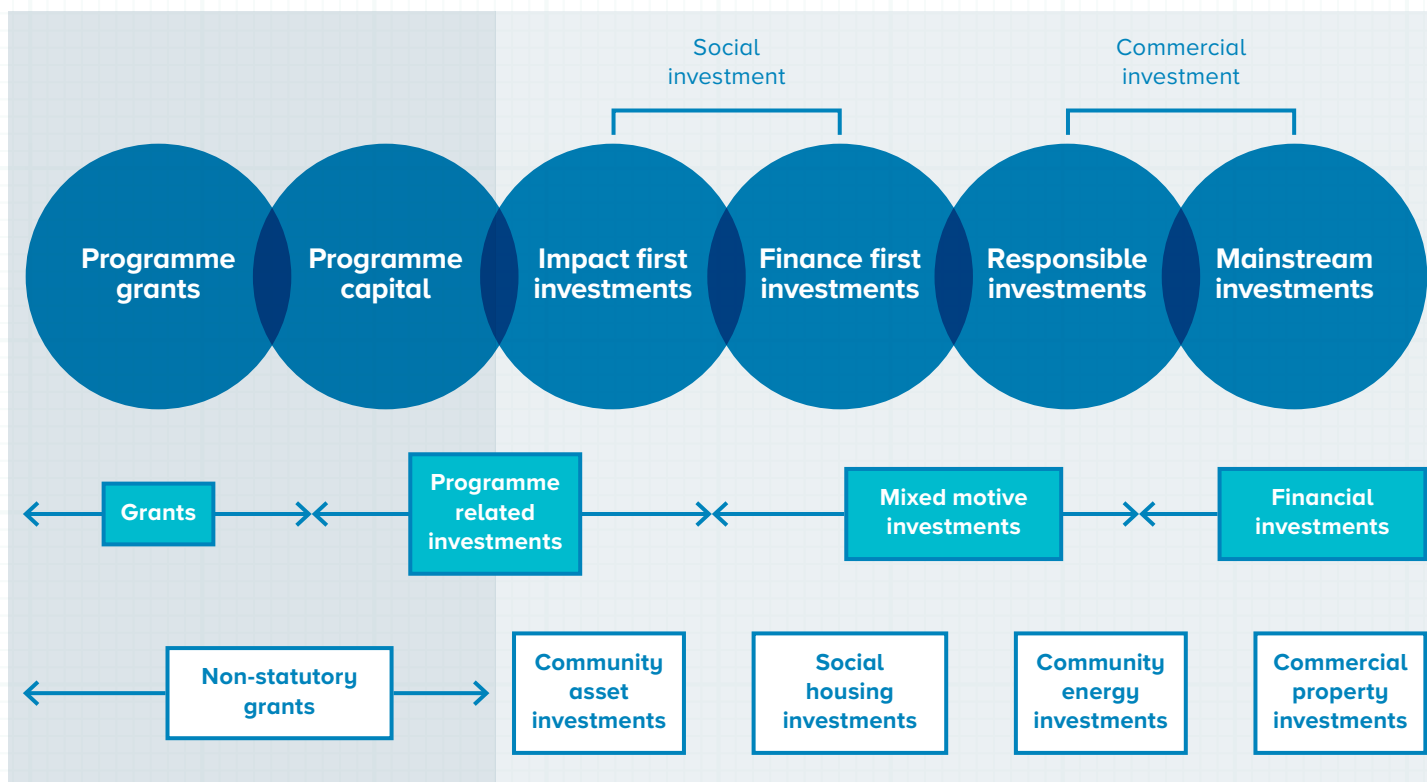 Social
investment
Commercial
investment
Programme
grants
Programme
capital
Impact first
investments
Finance first
investments
Responsible
investments
Mainstream
investments
Grants
Programme
related
investments
Mixed motive
investments
Financial
investments
Non-statutory
grants
Community
asset
investments
Social
housing
investments
Community
energy
investments
Commercial
property
investments